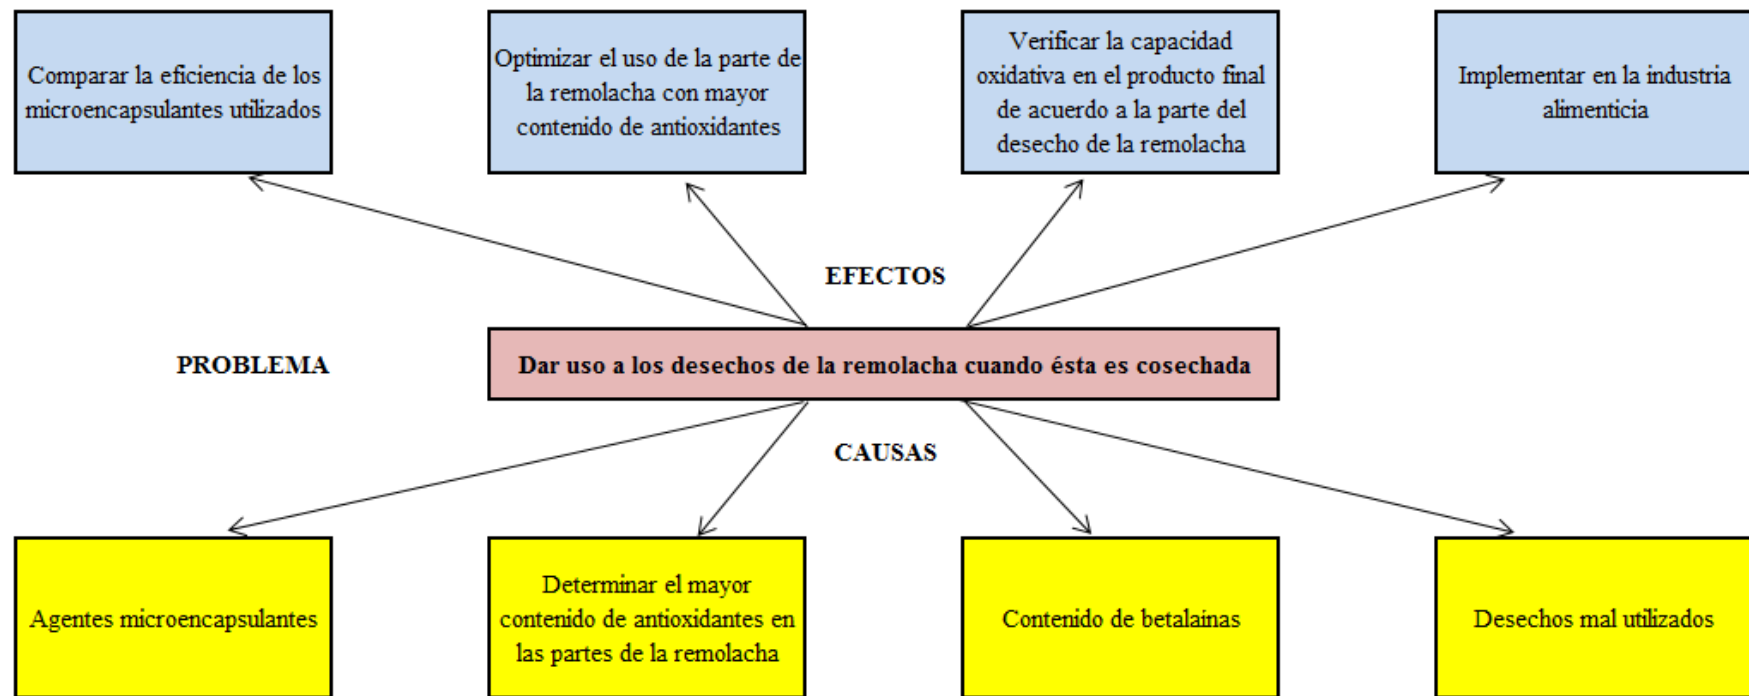 Comparar la eficiencia de los
microencapsulantes utilizados
Optimizar el uso de la parte de
la remolacha con mayor
contenido de antioxidantes
Verificar la capacidad
oxidativa en el producto final
de acuerdo a la parte del
desecho de la remolacha
Implementar en la industria
alimenticia
EFECTOS
PROBLEMA
Dar uso a los desechos de la remolacha cuando ésta es cosechada
CAUSAS
Agentes microencapsulantes
Determinar el mayor
contenido de antioxidantes en
las partes de la remolacha
Contenido de betalainas
Desechos mal utilizados